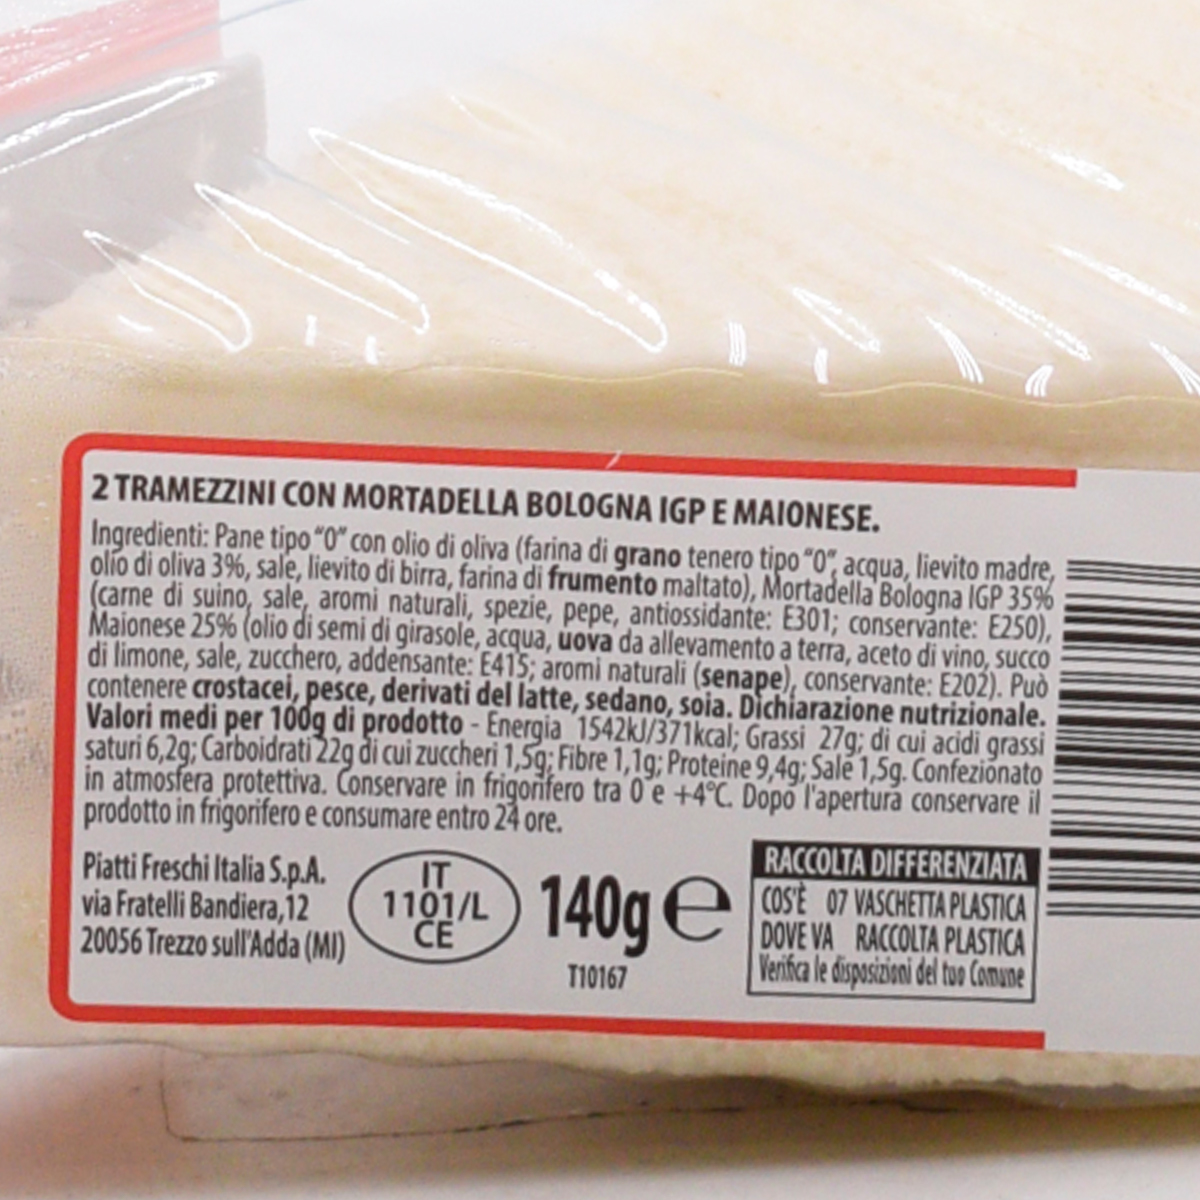 2 TRAMEZZINI CON MORTADELLA BOLOGNA IGP E MAIONESE.
Ingredienti: Pane tipo "0" con olio di oliva (farina di grano tenero tipo "0", acqua, lievito madre,
olio di oliva 3%, sale, lievito di birra, farina di frumento maltato), Mortadella Bologna IGP 35%
(carne di suino, sale, aromi naturali, spezie, pepe, antiossidante: E301; conservante: E250),
Maionese 25% (olio di semi di girasole, acqua, uova da allevamento a terra, aceto di vino, succo
di limone, sale, zucchero, addensante: E415; aromi naturali (senape), conservante: E202). Può
contenere crostacei, pesce, derivati del latte, sedano, soia. Dichiarazione nutrizionale.
Valori medi per 100g di prodotto - Energia 1542kJ/371kcal; Grassi 27g; di cui acidi grassi
saturi 6,2g; Carboidrati 22g di cui zuccheri 1,5g; Fibre 1,1g; Proteine 9,4g; Sale 1,5g. Confezionato
in atmosfera protettiva. Conservare in frigorifero tra 0 e +4°C. Dopo l'apertura conservare il
prodotto in frigorifero e consumare entro 24 ore.
Piatti Freschi Italia S.p.A.
via Fratelli Bandiera,12
20056 Trezzo sull'Adda (MI)
IT
1101/L
CE
140g ℮
T10167
RACCOLTA DIFFERENZIATA
COS'È 07 VASCHETTA PLASTICA
DOVE VA RACCOLTA PLASTICA
Verifica le disposizioni del tuo Comune